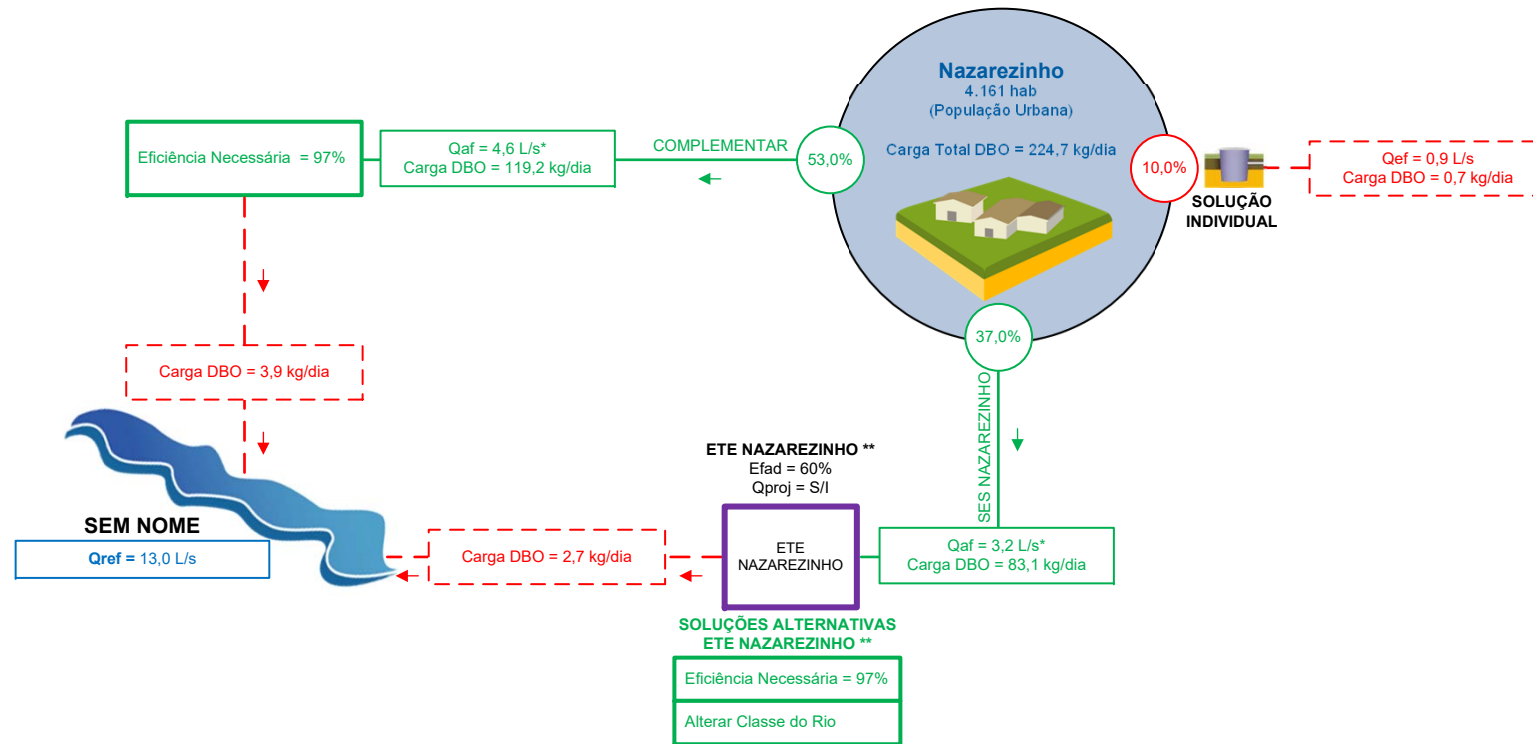 Nazarezinho
4.161 hab
(População Urbana)
Carga Total DBO = 224,7 kg/dia
Eficiência Necessária = 97%
Qaf = 4,6 L/s*
Carga DBO = 119,2 kg/dia
COMPLEMENTAR
53,0%
10,0%
SOLUÇÃO
INDIVIDUAL
Qef = 0,9 L/s
Carga DBO = 0,7 kg/dia
37,0%
SES NAZAREZINHO
Carga DBO = 3,9 kg/dia
SEM NOME
Qref = 13,0 L/s
Carga DBO = 2,7 kg/dia
ETE NAZAREZINHO **
Efad = 60%
Qproj = S/I
ETE
NAZAREZINHO
Qaf = 3,2 L/s*
Carga DBO = 83,1 kg/dia
SOLUÇÕES ALTERNATIVAS
ETE NAZAREZINHO **
Eficiência Necessária = 97%
Alterar Classe do Rio